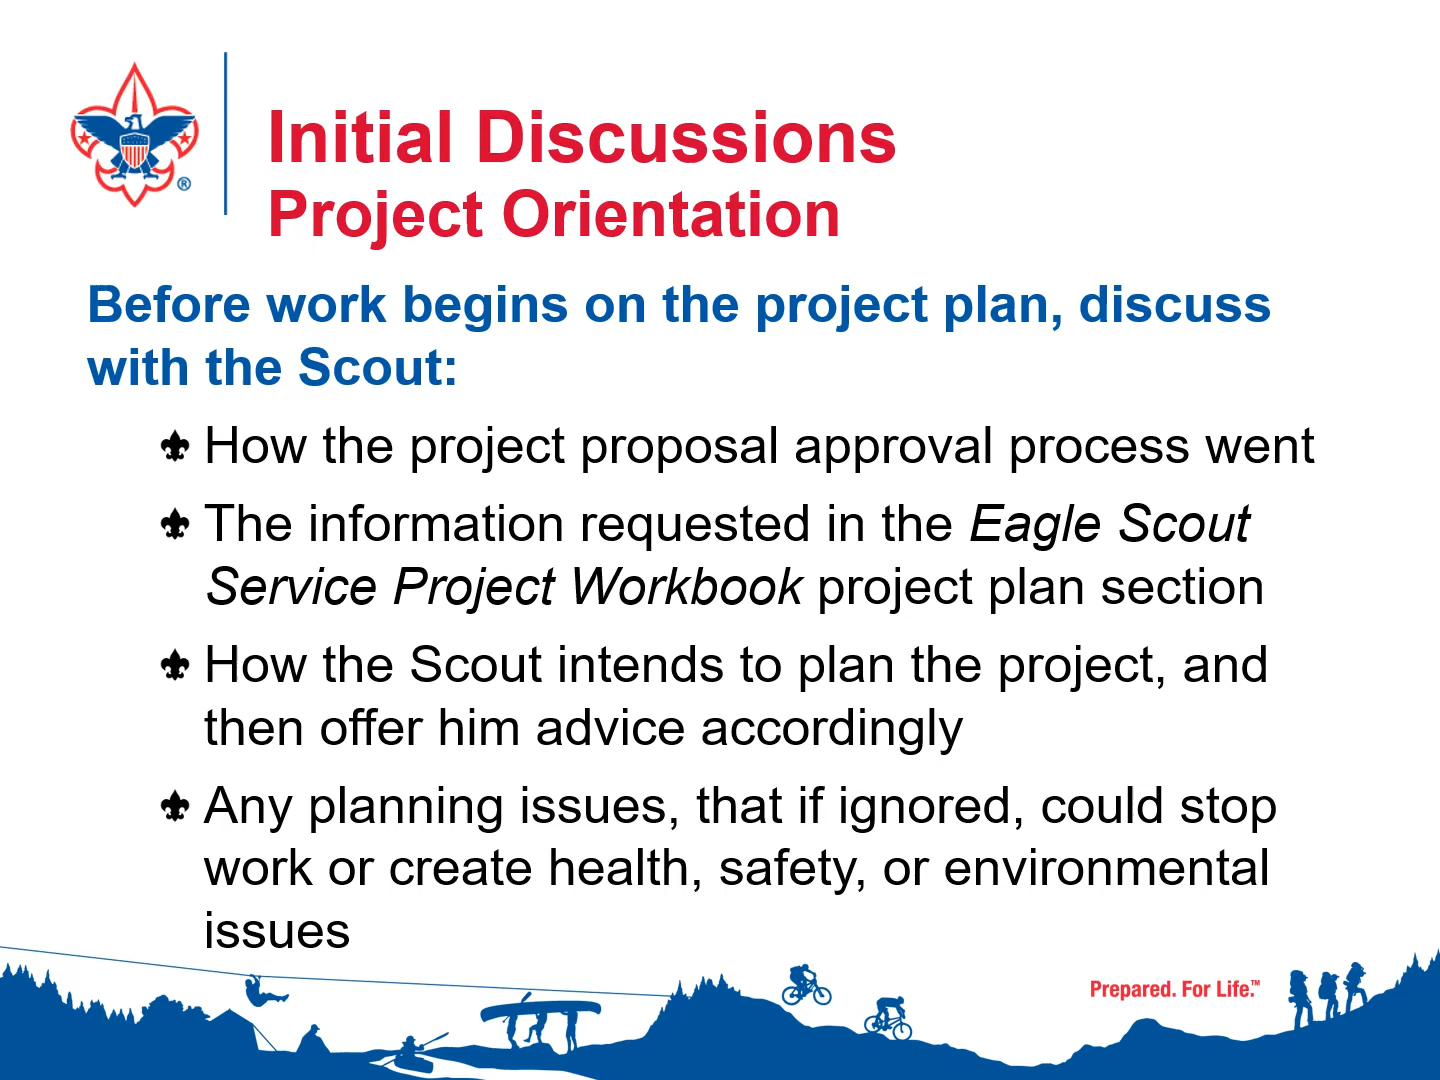 Initial Discussions
Project Orientation
Before work begins on the project plan, discuss
with the Scout:
How the project proposal approval process went
The information requested in the Eagle Scout
Service Project Workbook project plan section
How the Scout intends to plan the project, and
then offer him advice accordingly
Any planning issues, that if ignored, could stop
work or create health, safety, or environmental
issues
Prepared. For Life.™
®